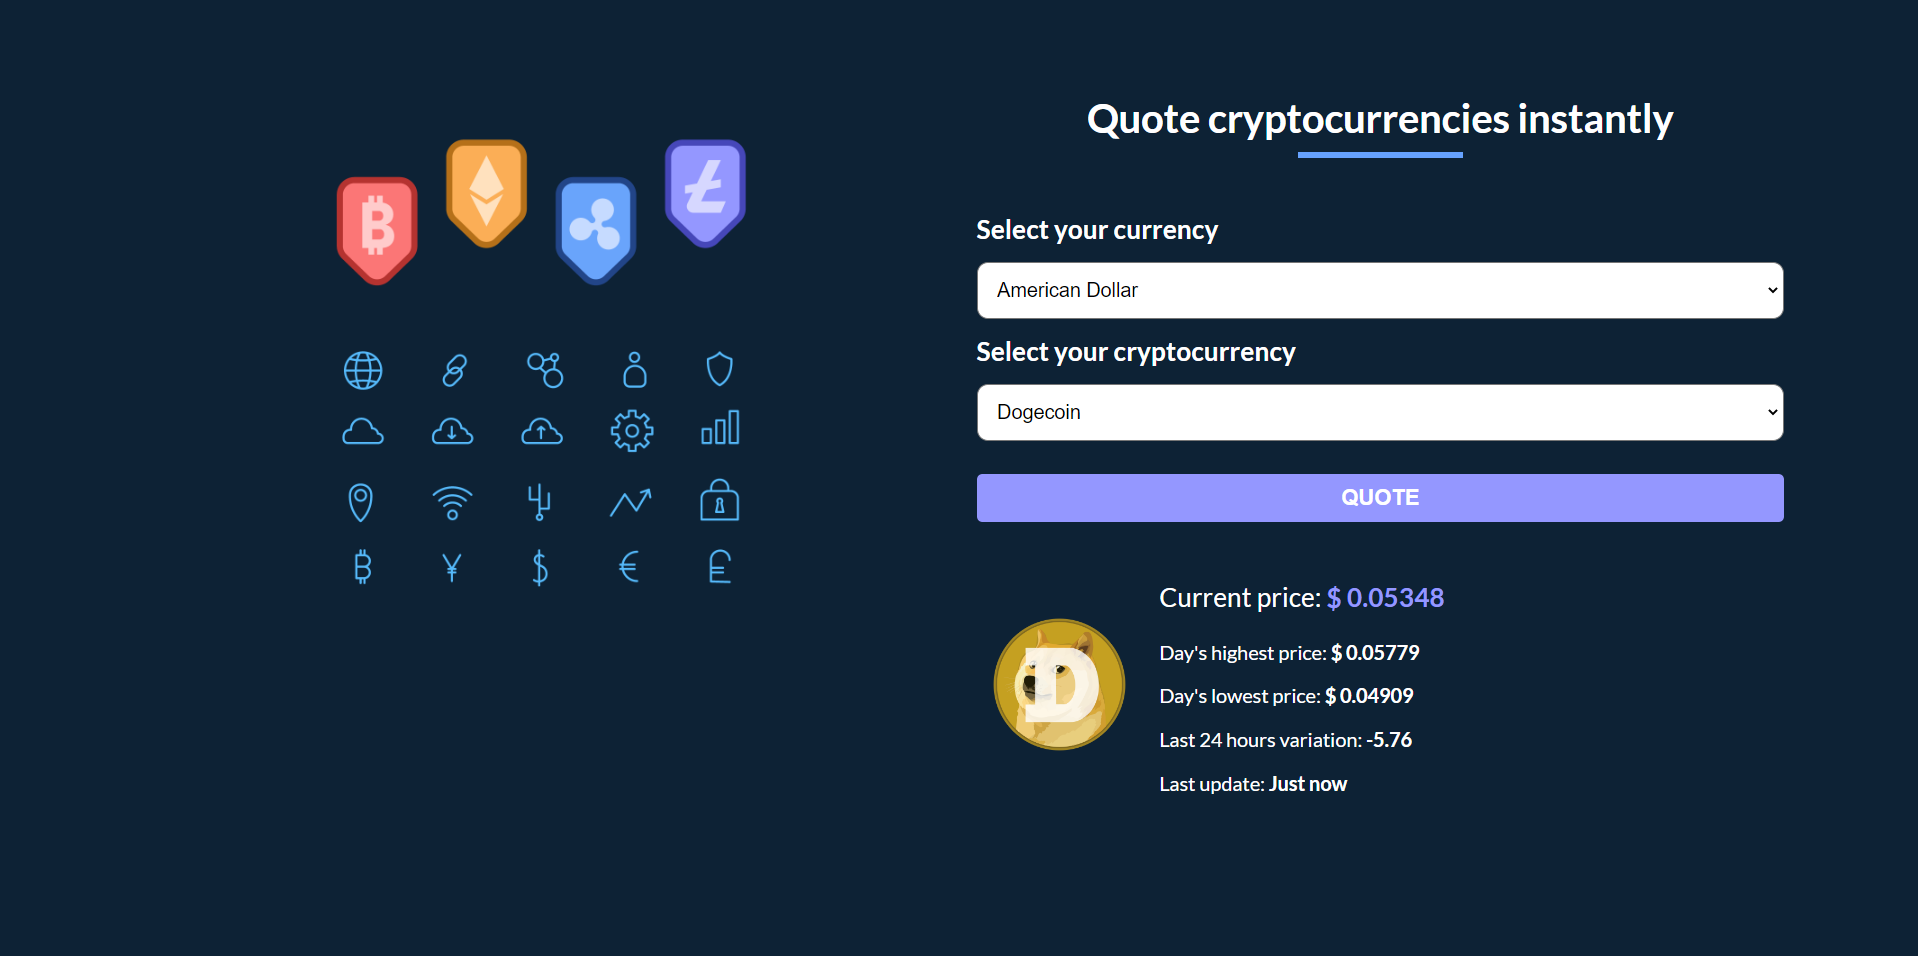 Quote cryptocurrencies instantly
Select your currency
American Dollar
Select your cryptocurrency
Dogecoin
QUOTE
Current price: $ 0.05348
Day's highest price: $ 0.05779
Day's lowest price: $ 0.04909
Last 24 hours variation: -5.76
Last update: Just now